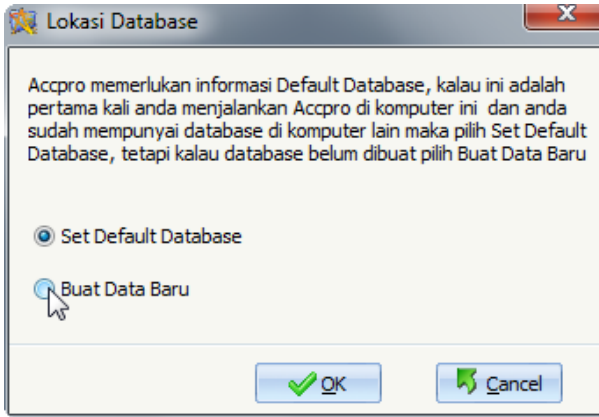 Lokasi Database
Accpro memerlukan informasi Default Database, kalau ini adalah
pertama kali anda menjalankan Accpro di komputer ini dan anda
sudah mempunyai database di komputer lain maka pilih Set Default
Database, tetapi kalau database belum dibuat pilih Buat Data Baru
Set Default Database
Buat Data Baru
OK
Cancel